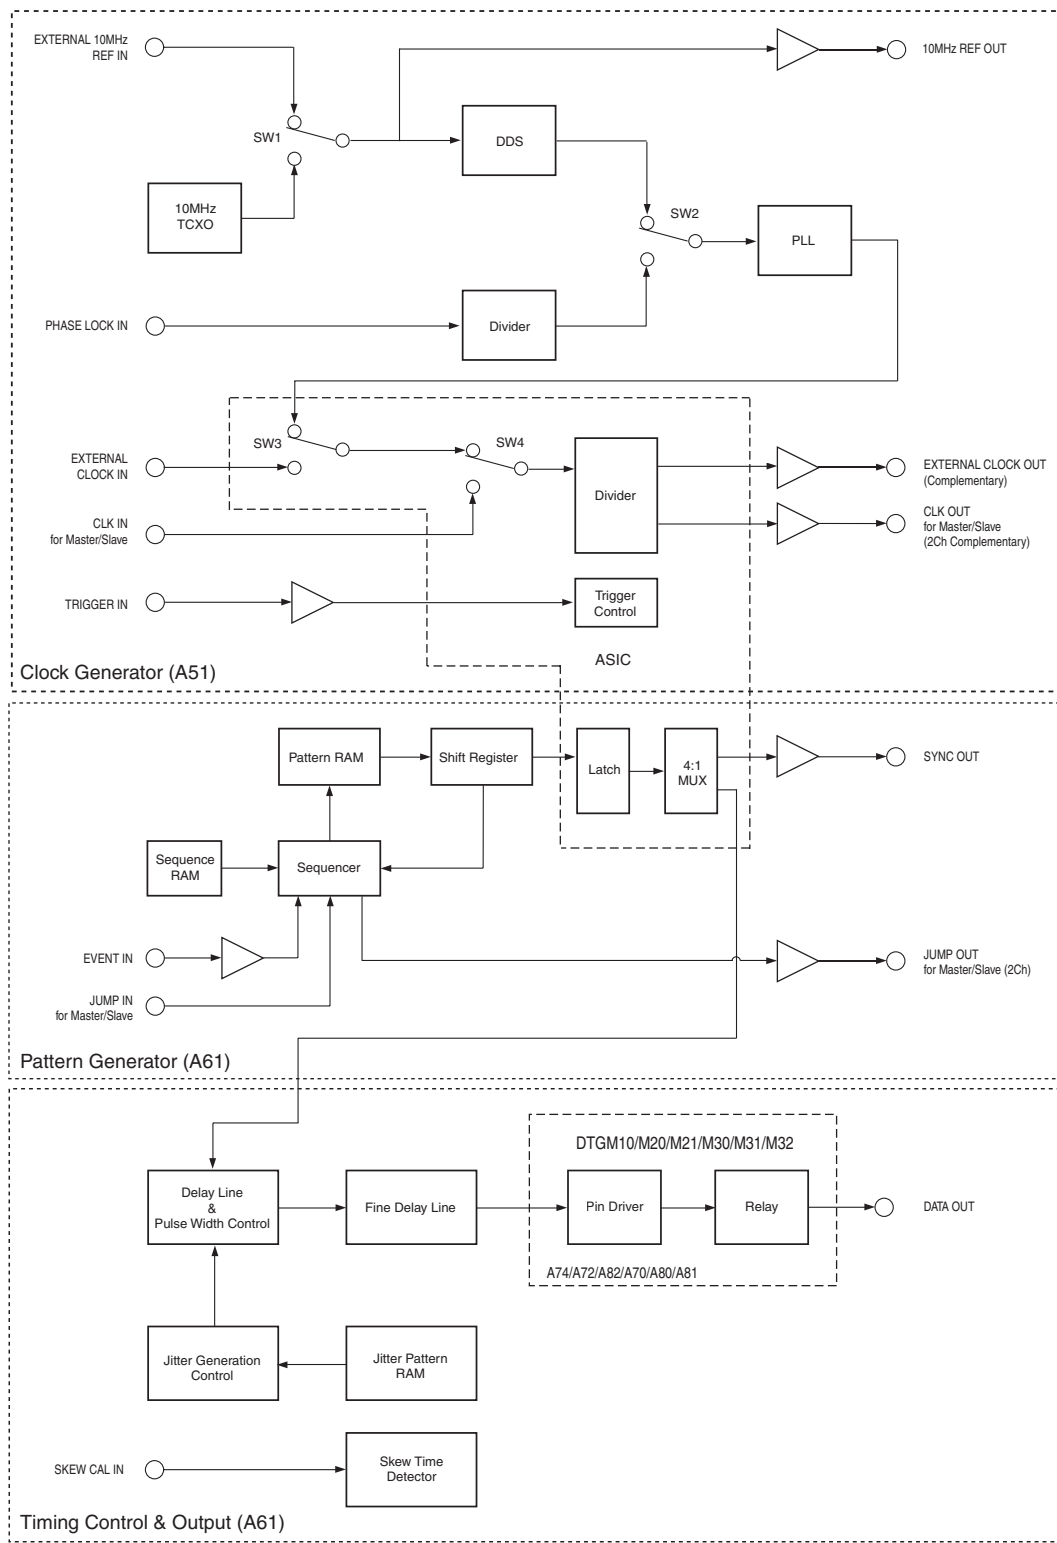 EXTERNAL 10MHz
REF IN
10MHz REF OUT
SW1
DDS
10MHz
TCXO
SW2
PLL
PHASE LOCK IN
Divider
SW3
SW4
EXTERNAL
CLOCK IN
Divider
EXTERNAL CLOCK OUT
(Complementary)
CLK IN
for Master/Slave
CLK OUT
for Master/Slave
(2Ch Complementary)
TRIGGER IN
Trigger
Control
ASIC
Clock Generator (A51)
Pattern RAM
Shift Register
Latch
4:1
MUX
SYNC OUT
Sequence
RAM
Sequencer
EVENT IN
JUMP OUT
for Master/Slave (2Ch)
JUMP IN
for Master/Slave
Pattern Generator (A61)
DTGM10/M20/M21/M30/M31/M32
Delay Line
&
Pulse Width Control
Fine Delay Line
Pin Driver
Relay
DATA OUT
A74/A72/A82/A70/A80/A81
Jitter Generation
Control
Jitter Pattern
RAM
SKEW CAL IN
Skew Time
Detector
Timing Control & Output (A61)